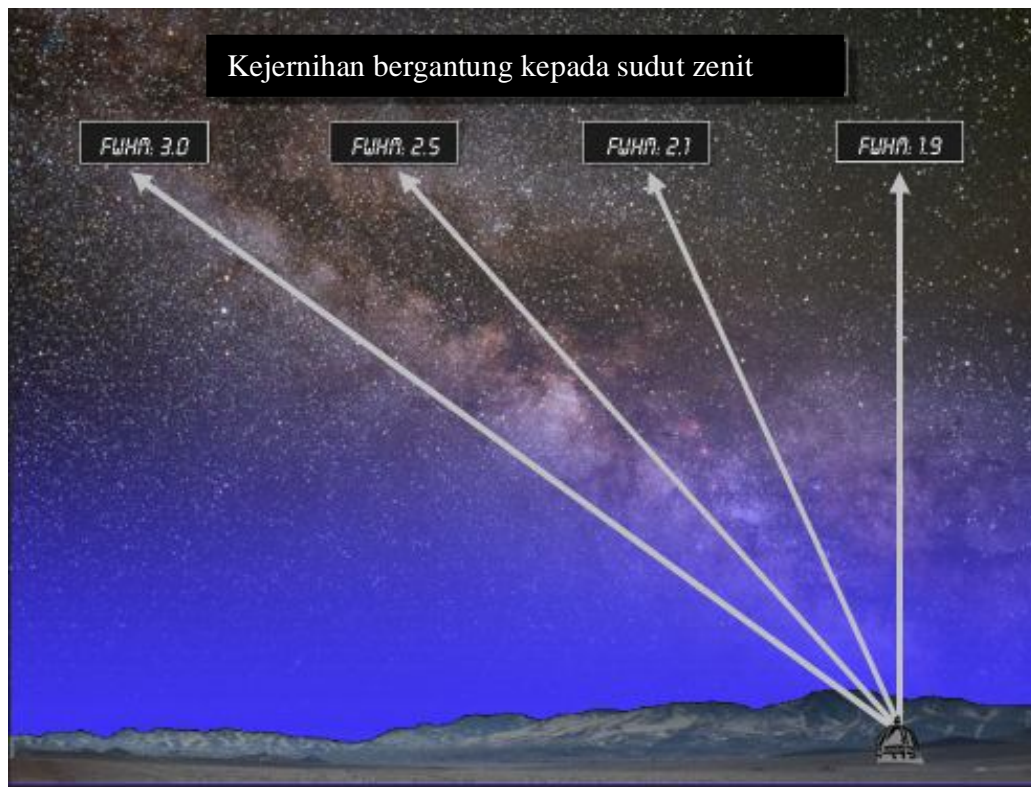 Kejernihan bergantung kepada sudut zenit
FWHM: 3.0
FWHM: 2.5
FWHM: 2.1
FWHM: 1.9